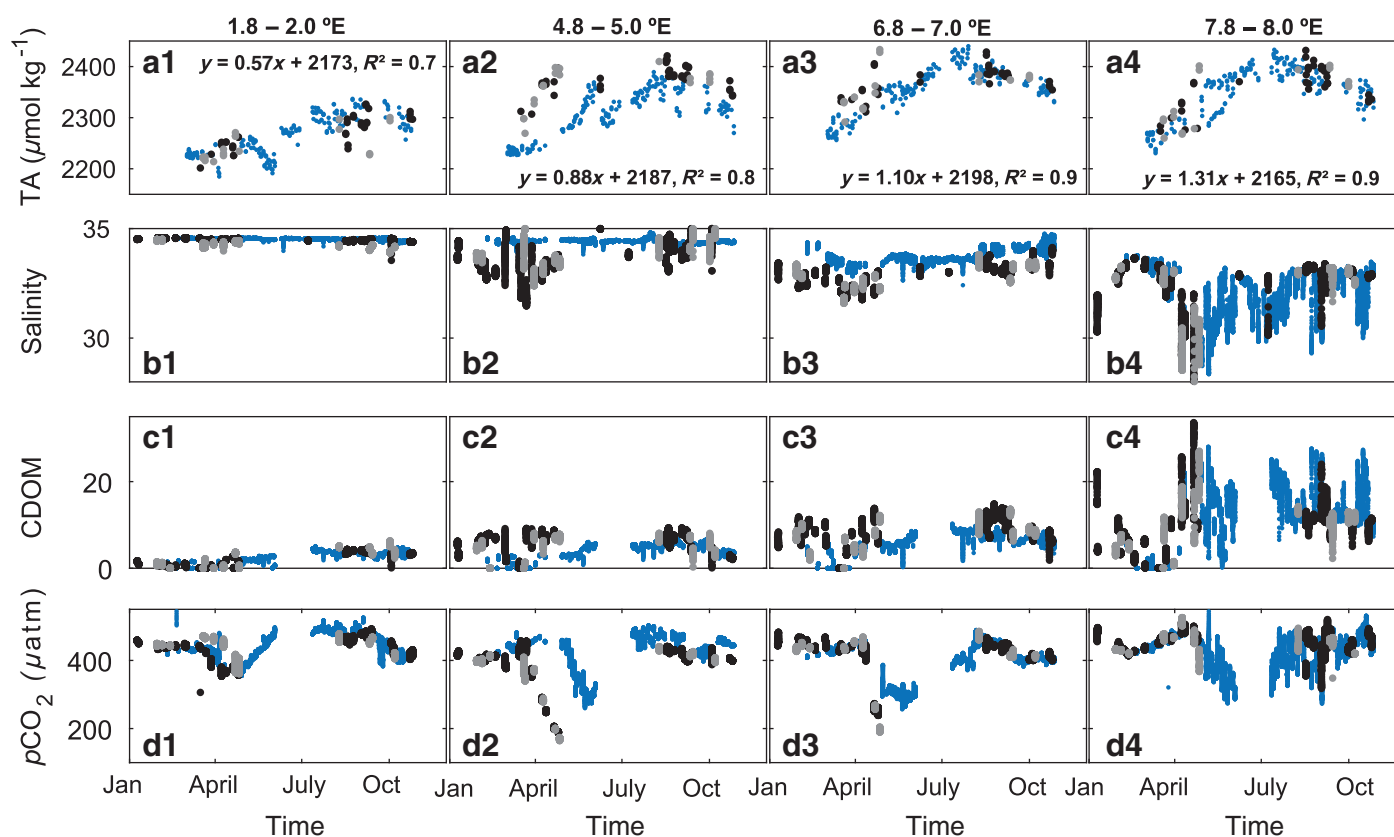 1.8 – 2.0 ºE 4.8 – 5.0 ºE 6.8 – 7.0 ºE 7.8 – 8.0 ºE
a1 y = 0.57x + 2173, R² = 0.7 a2 a3 a4
y = 0.88x + 2187, R² = 0.8 y = 1.10x + 2198, R² = 0.9 y = 1.31x + 2165, R² = 0.9
TA (μmol kg⁻¹)
2400
2300
2200
Salinity
35
30
b1 b2 b3 b4
CDOM
c1 c2 c3 c4
20
0
pCO₂ (μatm)
400
200
d1 d2 d3 d4
Jan April July Oct Jan April July Oct Jan April July Oct Jan April July Oct
Time Time Time Time